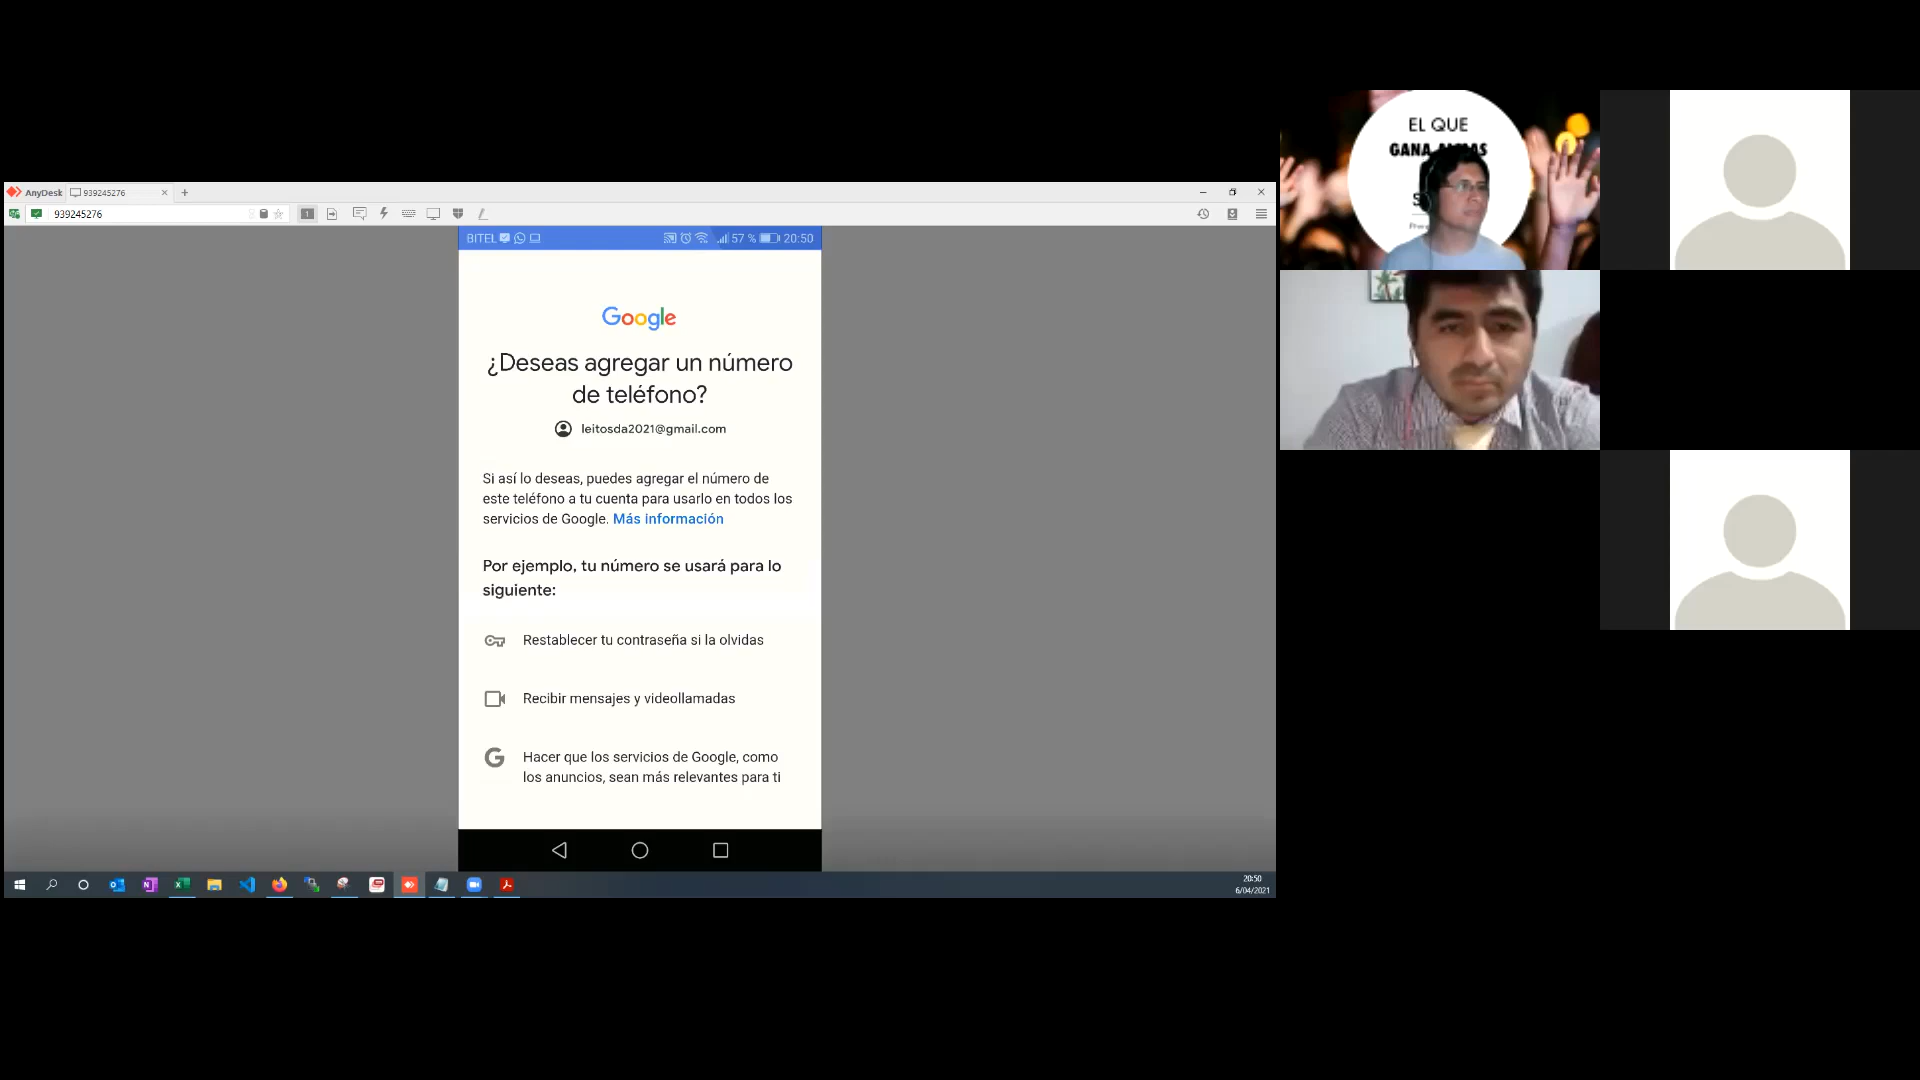 AnyDesk
939245276
939245276
1
BITEL
57 %
20:50
Google
¿Deseas agregar un número
de teléfono?
leitosda2021@gmail.com
Si así lo deseas, puedes agregar el número de
este teléfono a tu cuenta para usarlo en todos los
servicios de Google. Más información
Por ejemplo, tu número se usará para lo
siguiente:
Restablecer tu contraseña si la olvidas
Recibir mensajes y videollamadas
Hacer que los servicios de Google, como
los anuncios, sean más relevantes para ti
20:50
6/04/2021
EL QUE
GANA